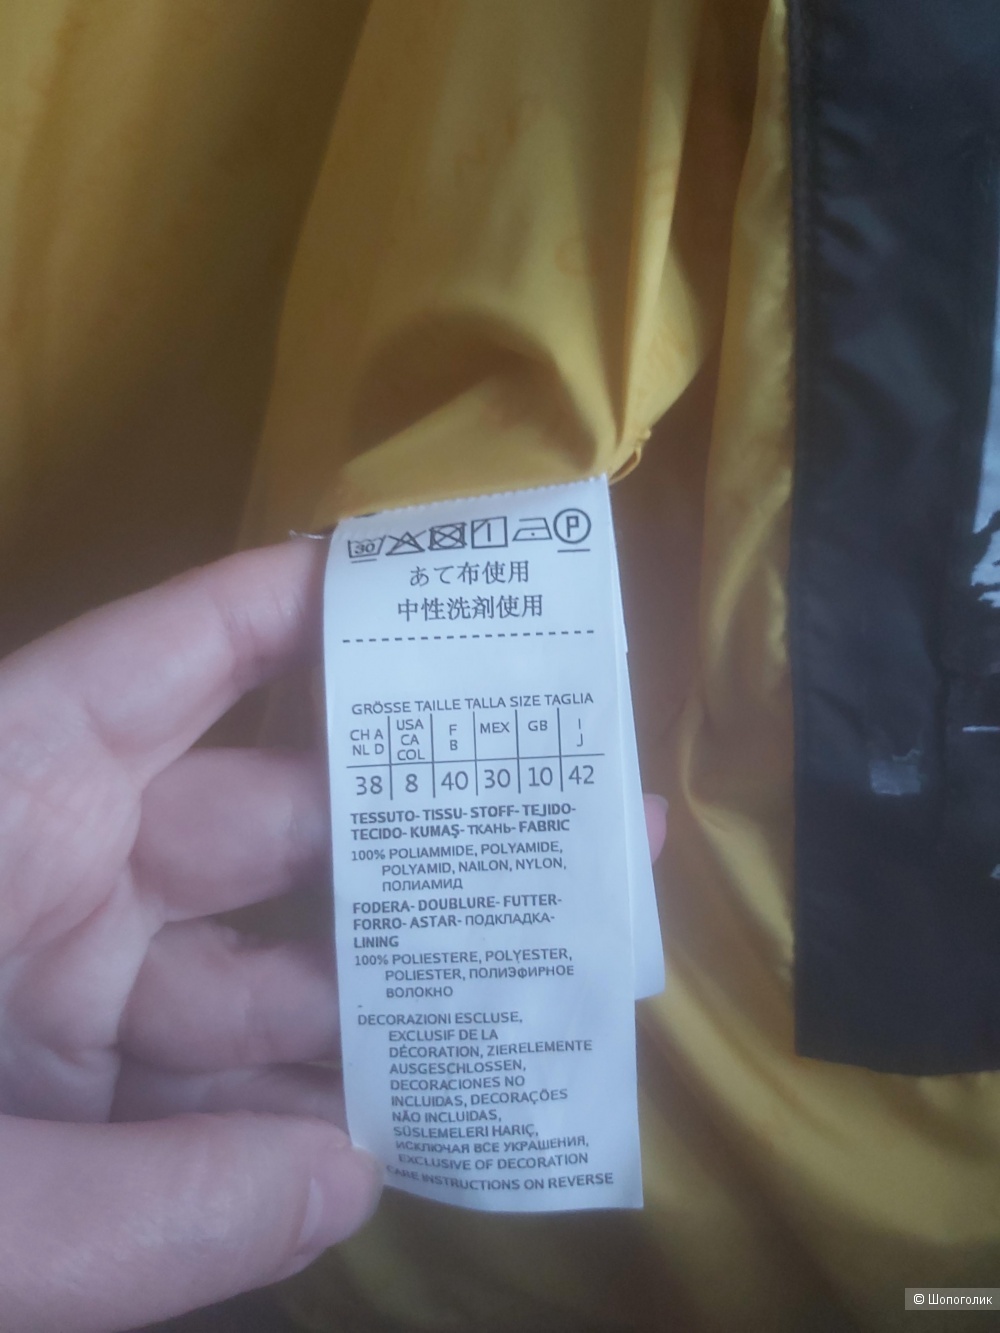 30
P
あて布使用
中性洗剤使用
GRÖSSE TAILLE TALLA SIZE TAGLIA
CH A NL D
USA CA COL
F B
MEX
GB
I J
38 8 40 30 10 42
TESSUTO- TISSU- STOFF- TEJIDO-
TECIDO- KUMAŞ- ТКАНЬ- FABRIC
100% POLIAMMIDE, POLYAMIDE,
POLYAMID, NAILON, NYLON,
ПОЛИАМИД
FODERA- DOUBLURE- FUTTER-
FORRO- ASTAR- ПОДКЛАДКА-
LINING
100% POLIESTERE, POLYESTER,
POLIESTER, ПОЛИЭФИРНОЕ
ВОЛОКНО
-
DECORAZIONI ESCLUSE,
EXCLUSIF DE LA
DÉCORATION, ZIERELEMENTE
AUSGESCHLOSSEN,
DECORACIONES NO
INCLUIDAS, DECORAÇÕES
NÃO INCLUIDAS,
SÜSLEMELERI HARIÇ,
ИСКЛЮЧАЯ ВСЕ УКРАШЕНИЯ,
EXCLUSIVE OF DECORATION
CARE INSTRUCTIONS ON REVERSE
© Шопоголик